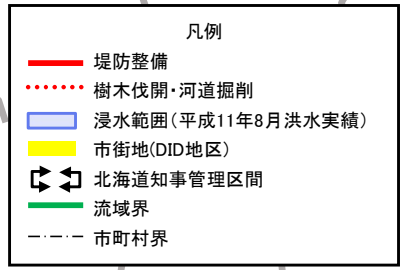 凡例
堤防整備
樹木伐開・河道掘削
浸水範囲(平成11年8月洪水実績)
市街地(DID地区)
北海道知事管理区間
流域界
市町村界